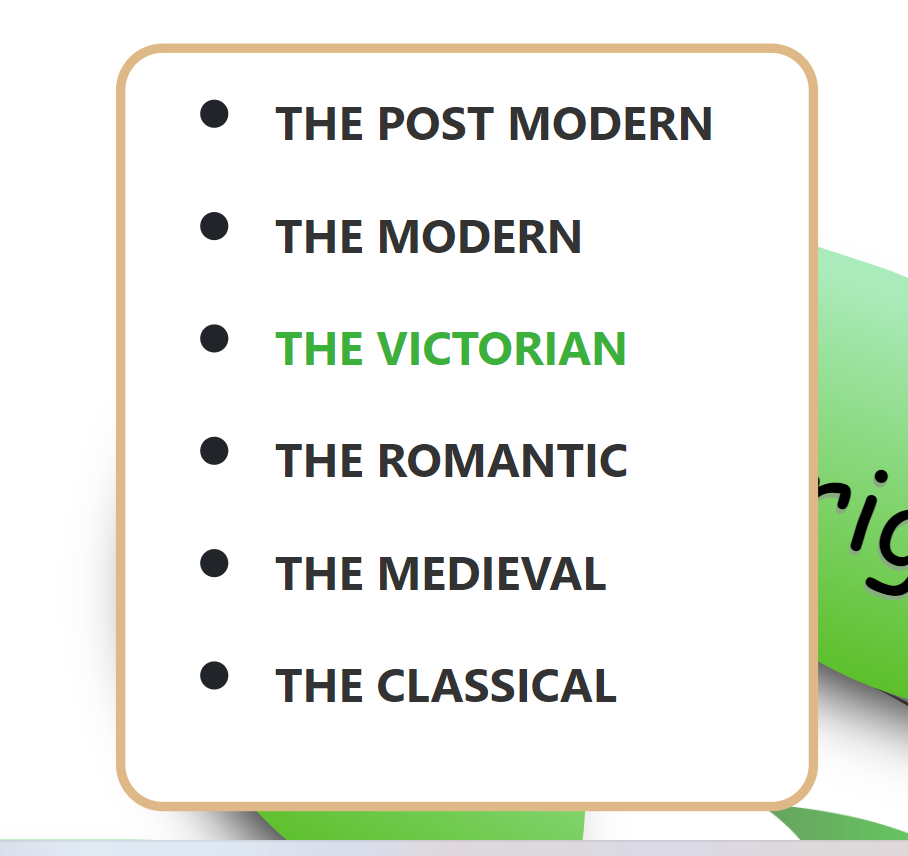 THE POST MODERN
THE MODERN
THE VICTORIAN
THE ROMANTIC
THE MEDIEVAL
THE CLASSICAL